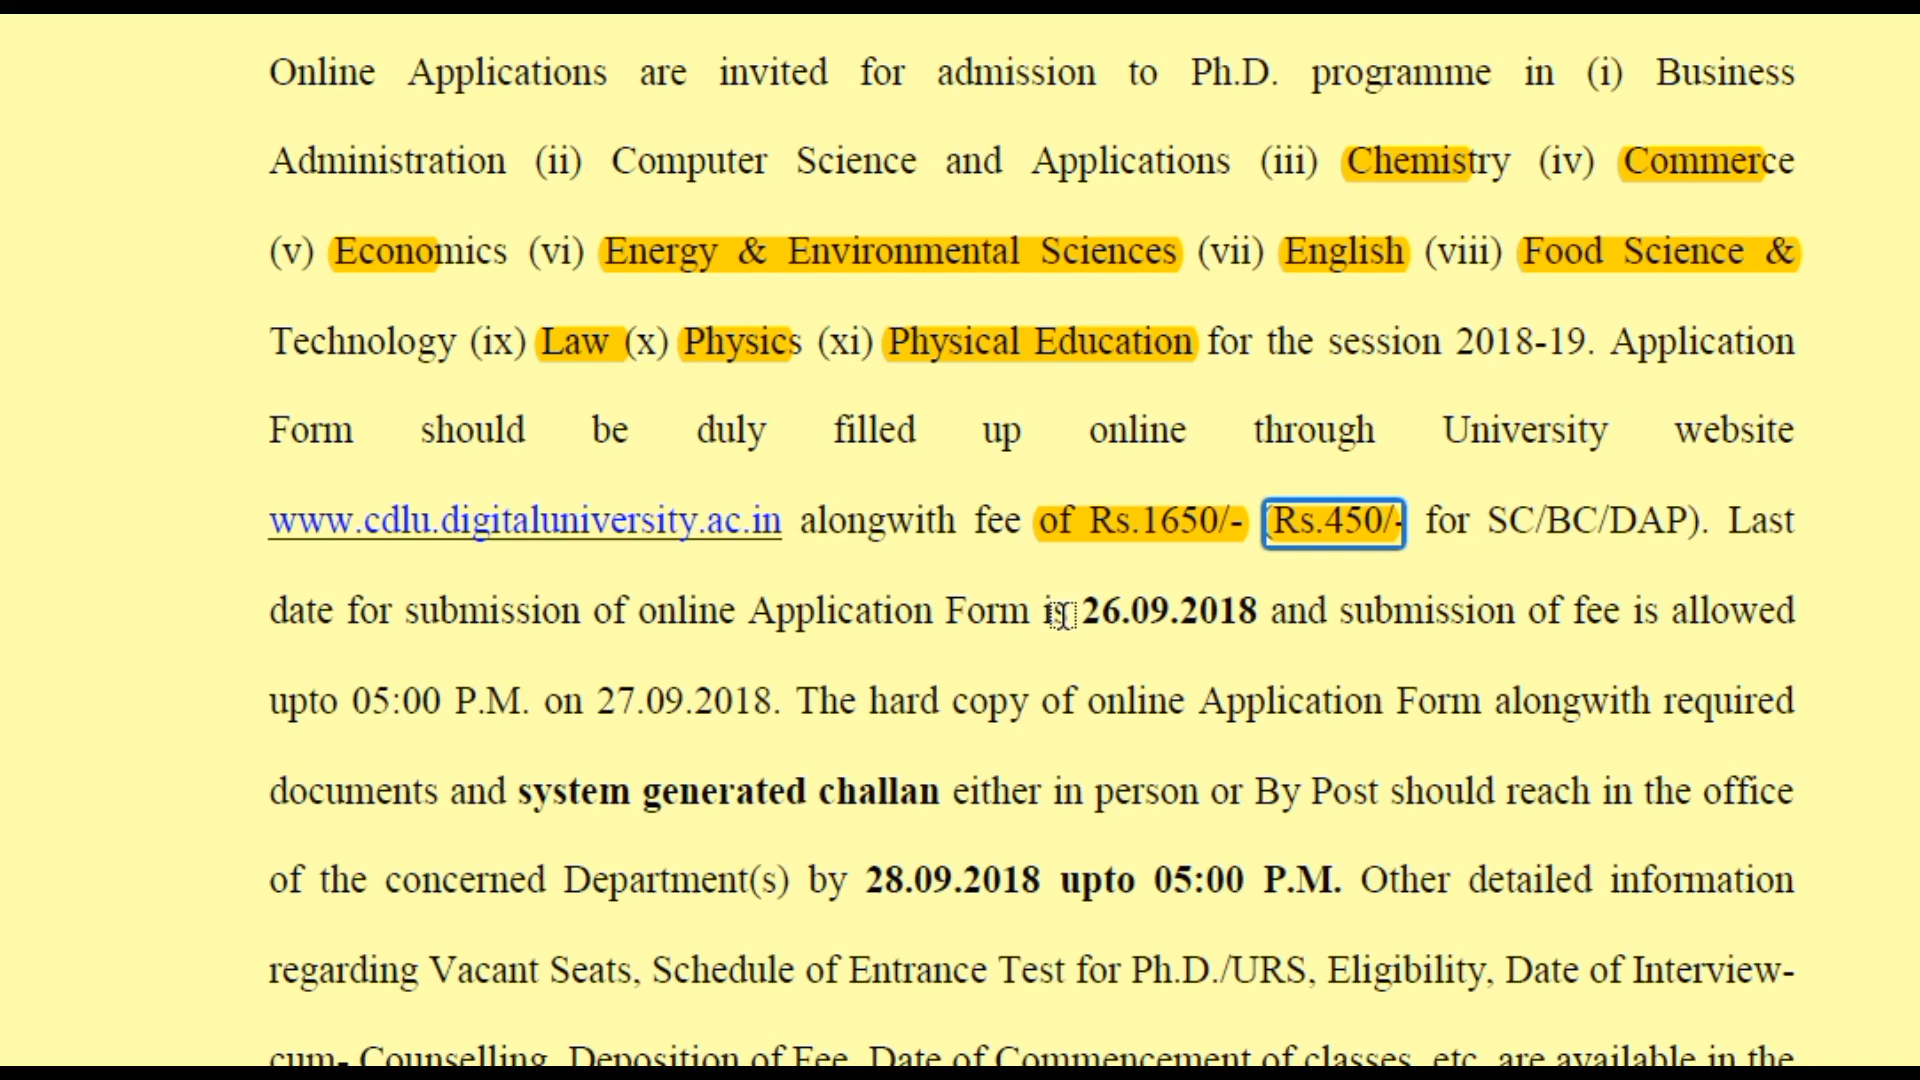 Online Applications are invited for admission to Ph.D. programme in (i) Business
Administration (ii) Computer Science and Applications (iii) Chemistry (iv) Commerce
(v) Economics (vi) Energy & Environmental Sciences (vii) English (viii) Food Science &
Technology (ix) Law (x) Physics (xi) Physical Education for the session 2018-19. Application
Form should be duly filled up online through University website
www.cdlu.digitaluniversity.ac.in alongwith fee of Rs.1650/- (Rs.450/- for SC/BC/DAP). Last
date for submission of online Application Form is 26.09.2018 and submission of fee is allowed
upto 05:00 P.M. on 27.09.2018. The hard copy of online Application Form alongwith required
documents and system generated challan either in person or By Post should reach in the office
of the concerned Department(s) by 28.09.2018 upto 05:00 P.M. Other detailed information
regarding Vacant Seats, Schedule of Entrance Test for Ph.D./URS, Eligibility, Date of Interview-
cum- Counselling, Deposition of Fee, Date of Commencement of classes, etc. are available in the